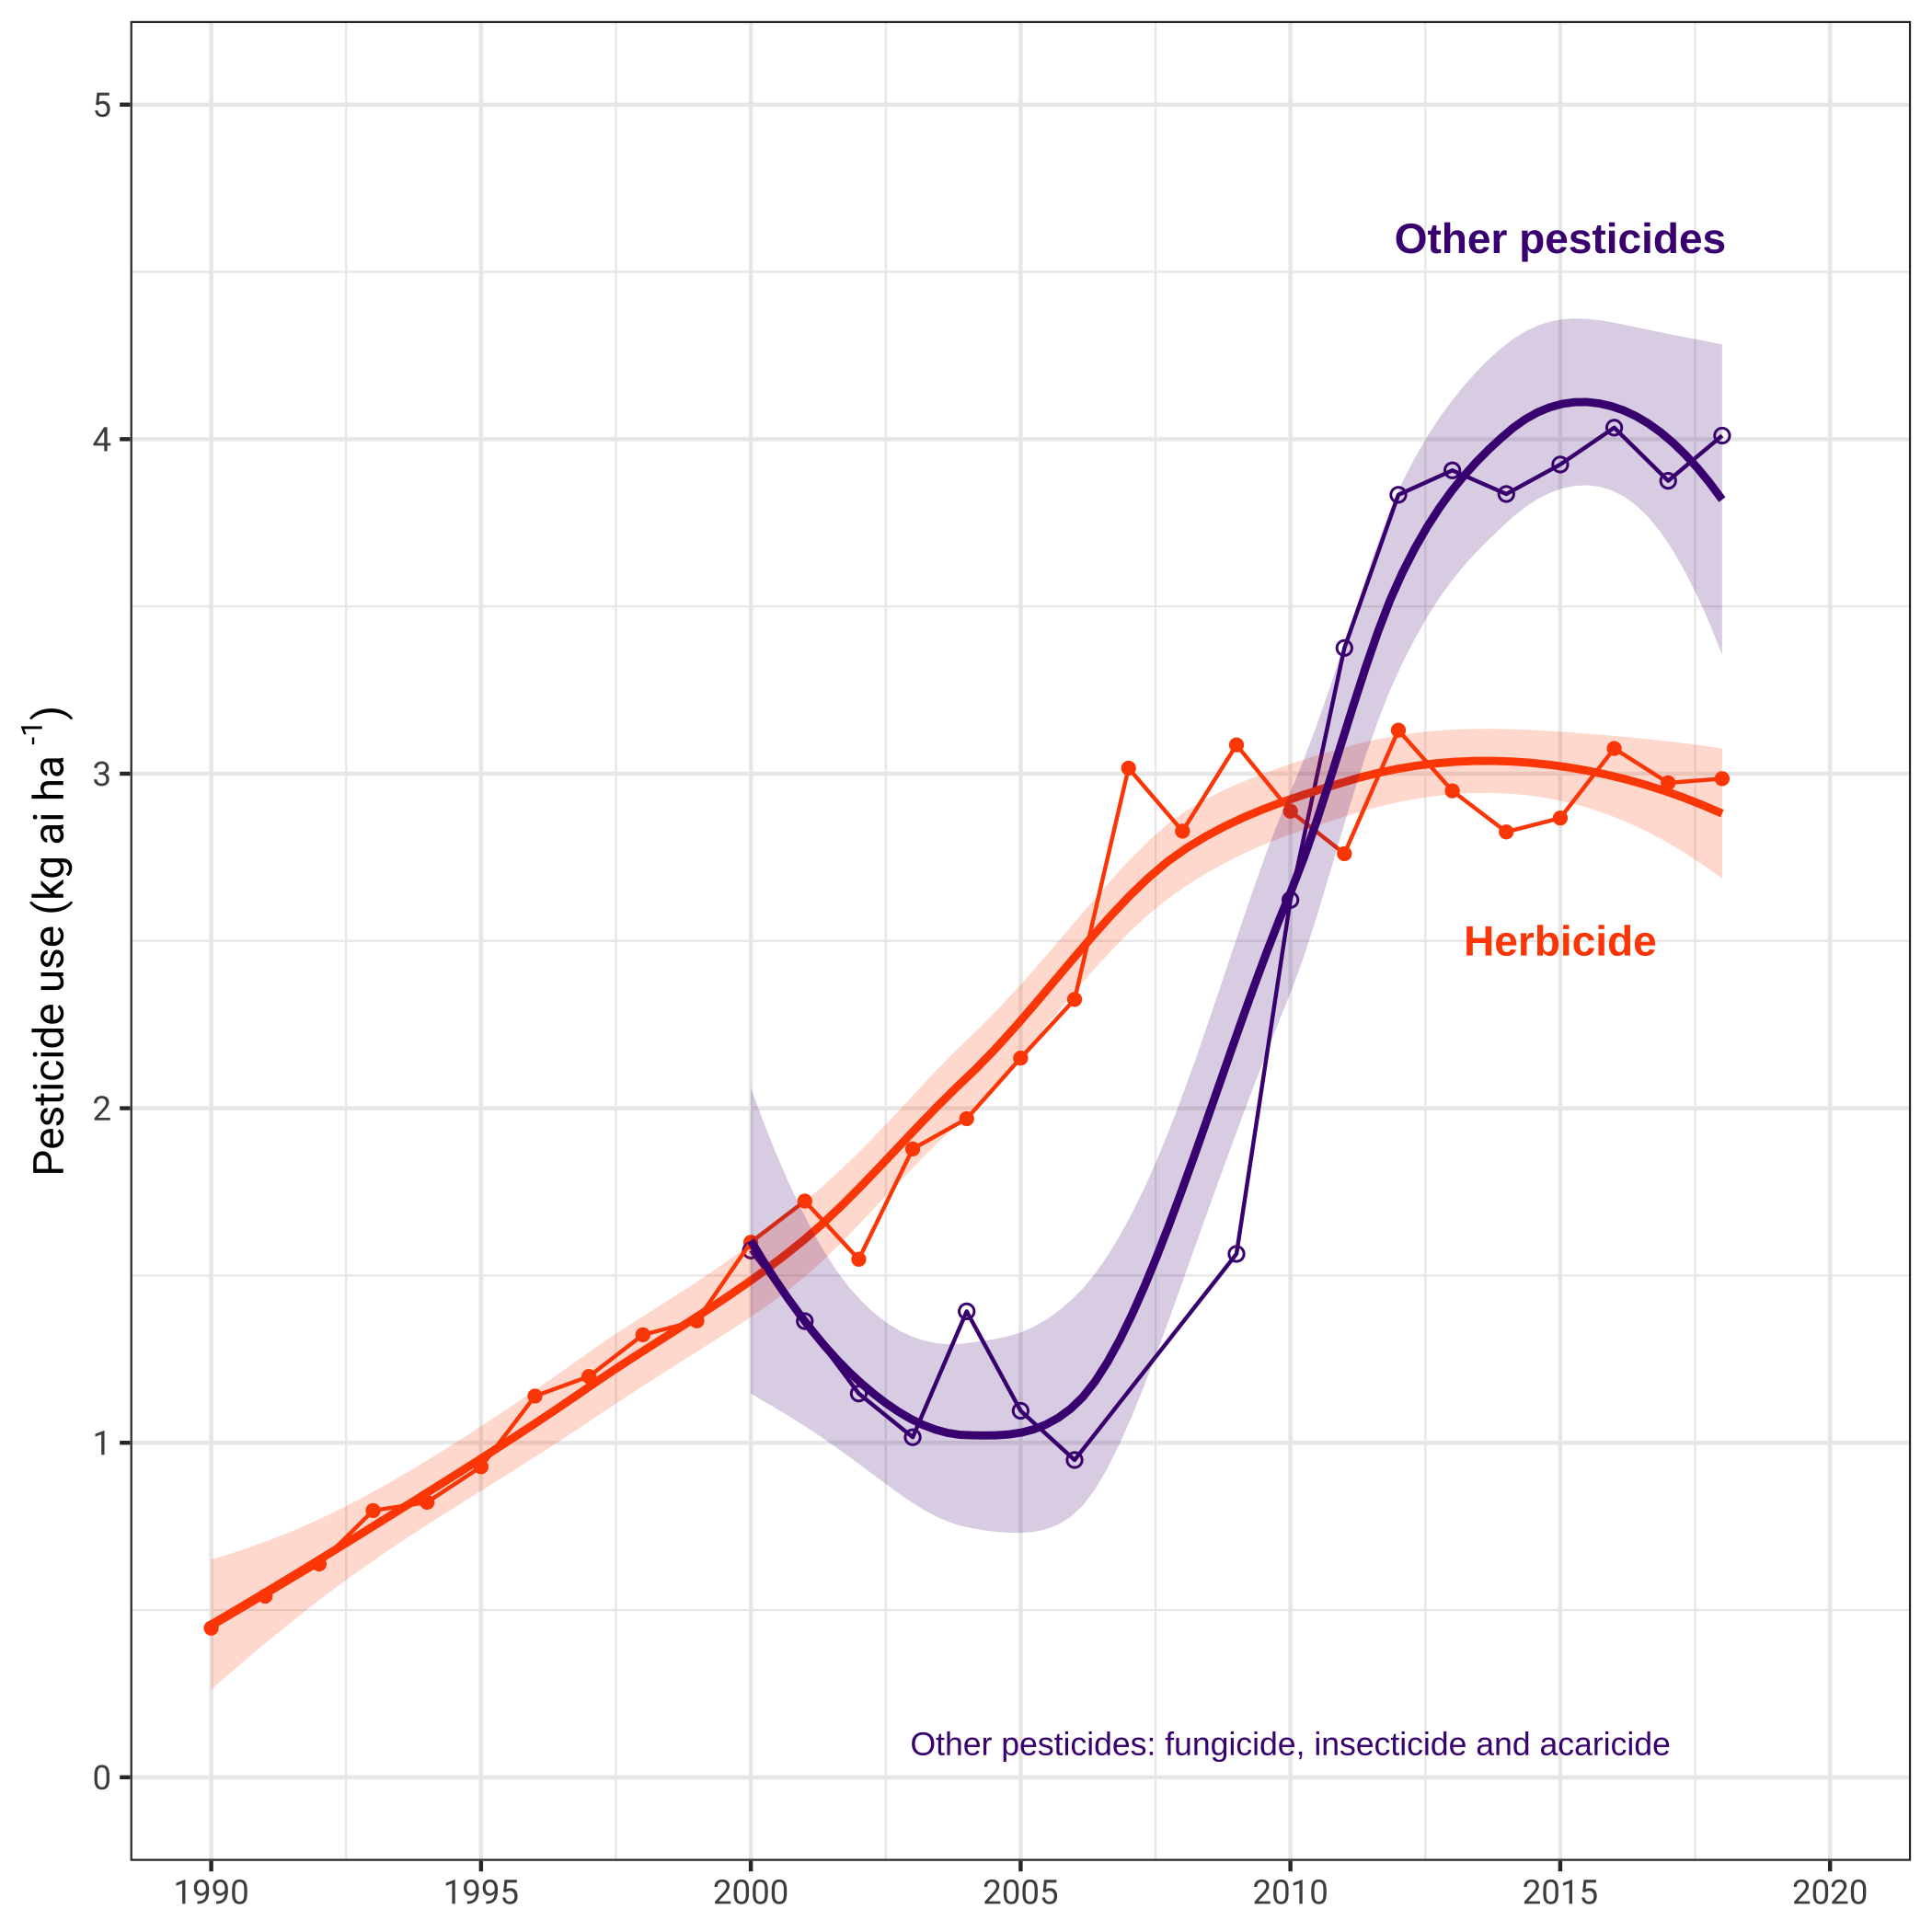 5
4
3
2
1
0
Pesticide use (kg ai ha -1)
Other pesticides
Herbicide
Other pesticides: fungicide, insecticide and acaricide
1990 1995 2000 2005 2010 2015 2020